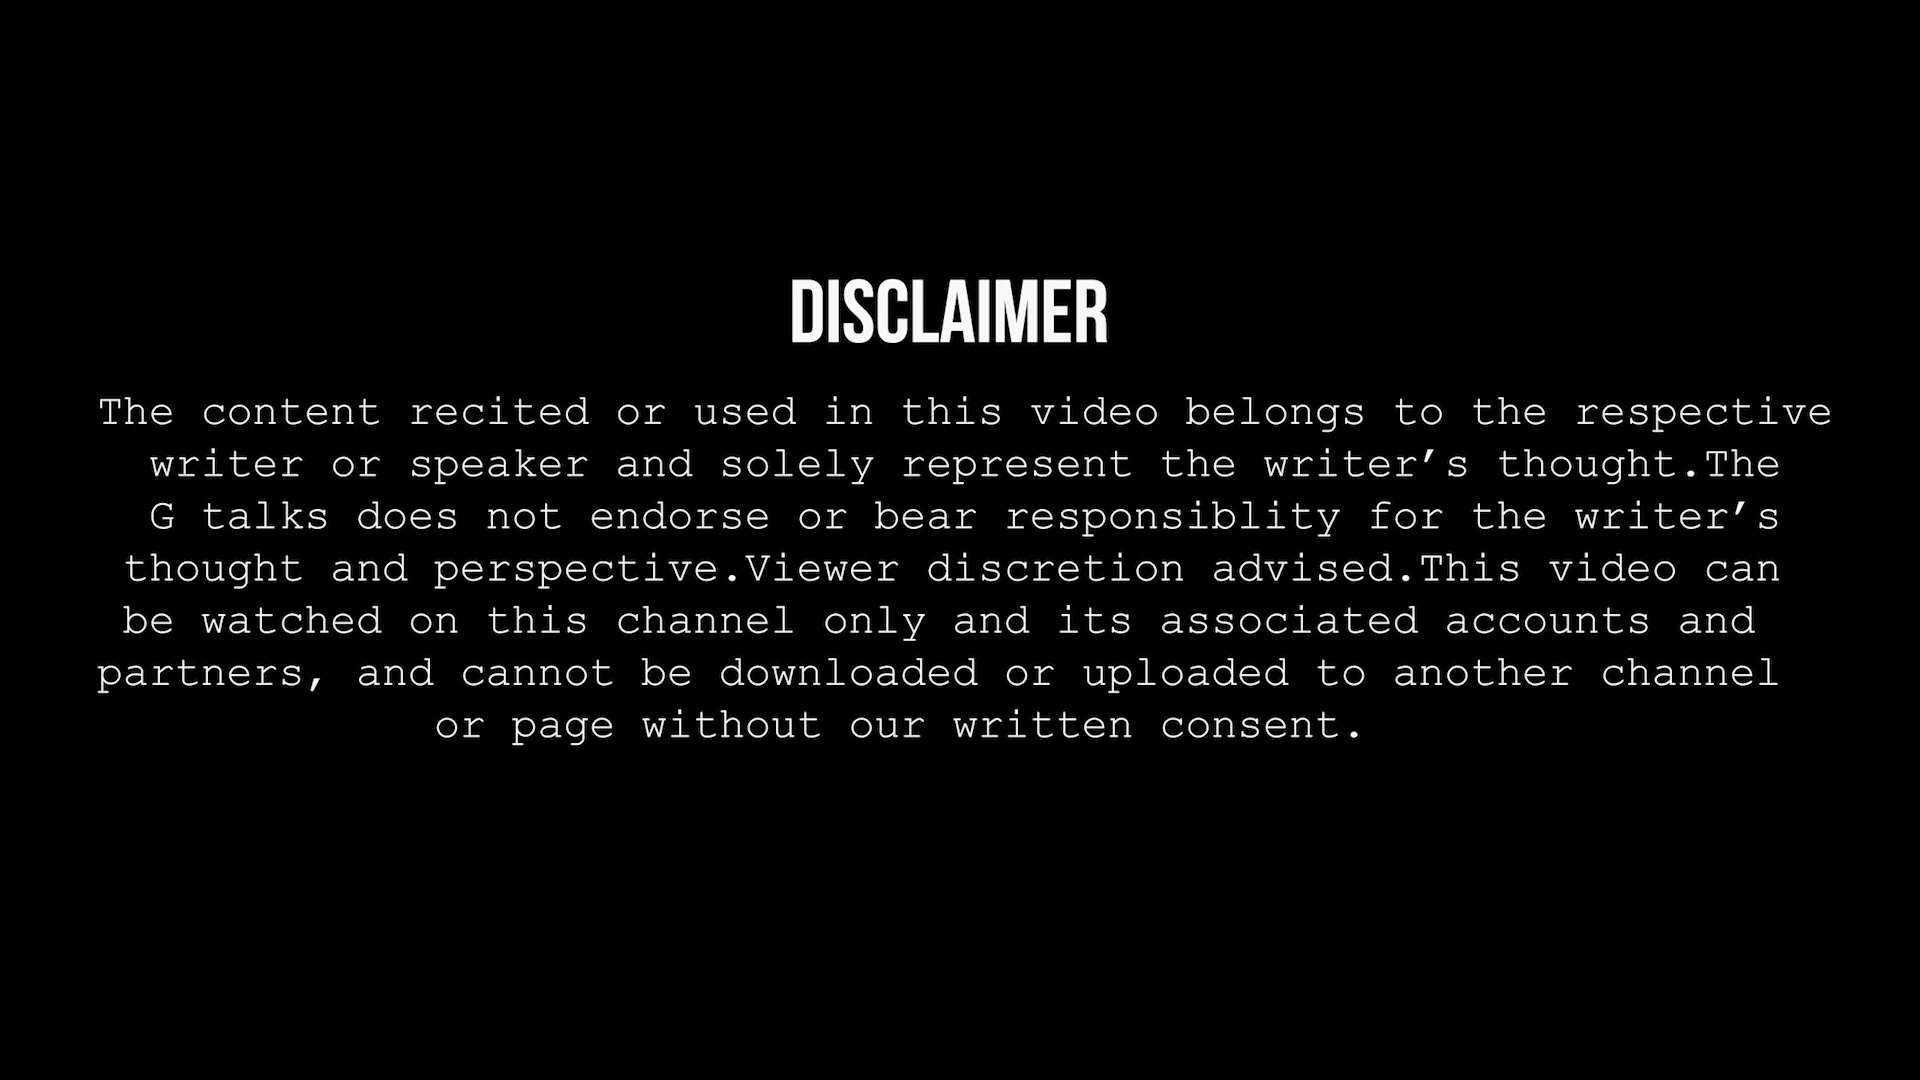 DISCLAIMER
The content recited or used in this video belongs to the respective
writer or speaker and solely represent the writer’s thought.The
G talks does not endorse or bear responsiblity for the writer’s
thought and perspective.Viewer discretion advised.This video can
be watched on this channel only and its associated accounts and
partners, and cannot be downloaded or uploaded to another channel
or page without our written consent.